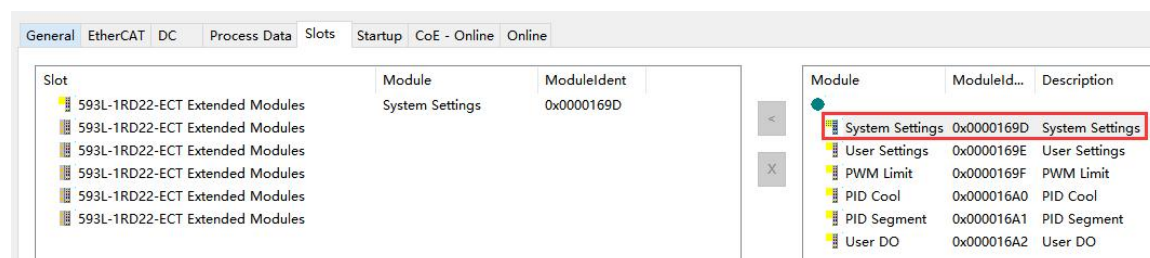 General EtherCAT DC Process Data Slots Startup CoE - Online Online
Slot Module ModuleIdent
593L-1RD22-ECT Extended Modules System Settings 0x0000169D
593L-1RD22-ECT Extended Modules
593L-1RD22-ECT Extended Modules
593L-1RD22-ECT Extended Modules
593L-1RD22-ECT Extended Modules
593L-1RD22-ECT Extended Modules
<
X
Module ModuleId... Description
System Settings 0x0000169D System Settings
User Settings 0x0000169E User Settings
PWM Limit 0x0000169F PWM Limit
PID Cool 0x000016A0 PID Cool
PID Segment 0x000016A1 PID Segment
User DO 0x000016A2 User DO